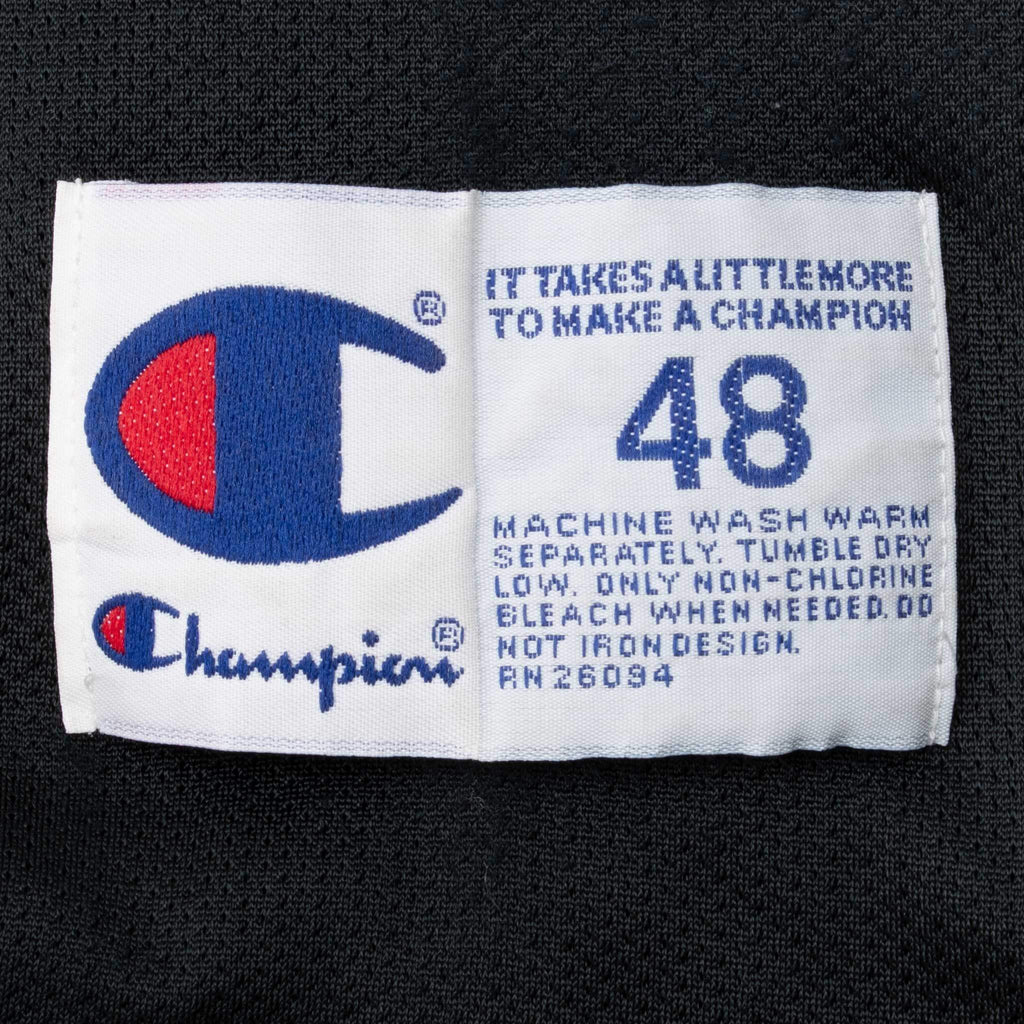 ®
Champion®
IT TAKES A LITTLE MORE
TO MAKE A CHAMPION
48
MACHINE WASH WARM
SEPARATELY. TUMBLE DRY
LOW. ONLY NON-CHLORINE
BLEACH WHEN NEEDED. DO
NOT IRON DESIGN.
RN 26094